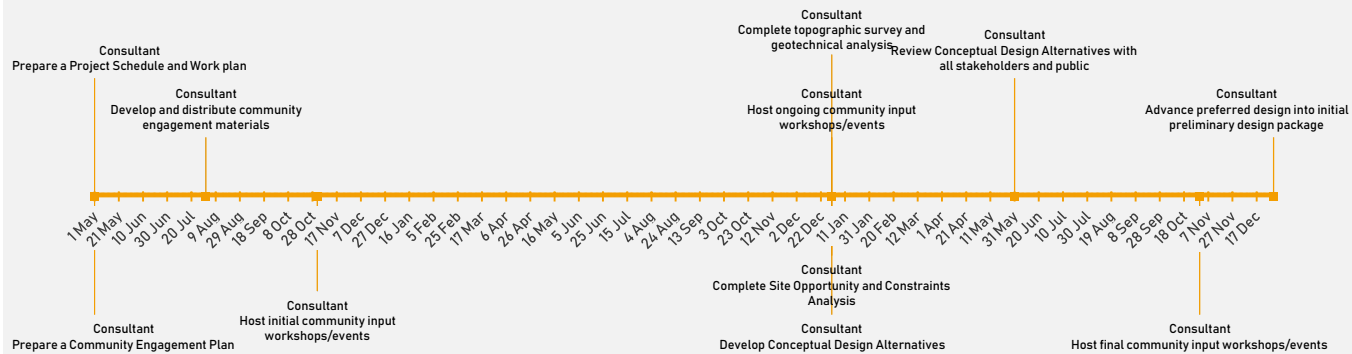 Consultant
Prepare a Project Schedule and Work plan
Consultant
Develop and distribute community
engagement materials
Consultant
Complete topographic survey and
geotechnical analysis
Consultant
Host ongoing community input
workshops/events
Consultant
Review Conceptual Design Alternatives with
all stakeholders and public
Consultant
Advance preferred design into initial
preliminary design package
1 May
21 May
10 Jun
30 Jun
20 Jul
9 Aug
29 Aug
18 Sep
8 Oct
28 Oct
17 Nov
7 Dec
27 Dec
16 Jan
5 Feb
25 Feb
17 Mar
6 Apr
26 Apr
16 May
5 Jun
25 Jun
15 Jul
4 Aug
24 Aug
13 Sep
3 Oct
23 Oct
12 Nov
2 Dec
22 Dec
11 Jan
31 Jan
20 Feb
12 Mar
1 Apr
21 Apr
11 May
31 May
20 Jun
10 Jul
30 Jul
19 Aug
8 Sep
28 Sep
18 Oct
7 Nov
27 Nov
17 Dec
Consultant
Prepare a Community Engagement Plan
Consultant
Host initial community input
workshops/events
Consultant
Complete Site Opportunity and Constraints
Analysis
Consultant
Develop Conceptual Design Alternatives
Consultant
Host final community input workshops/events